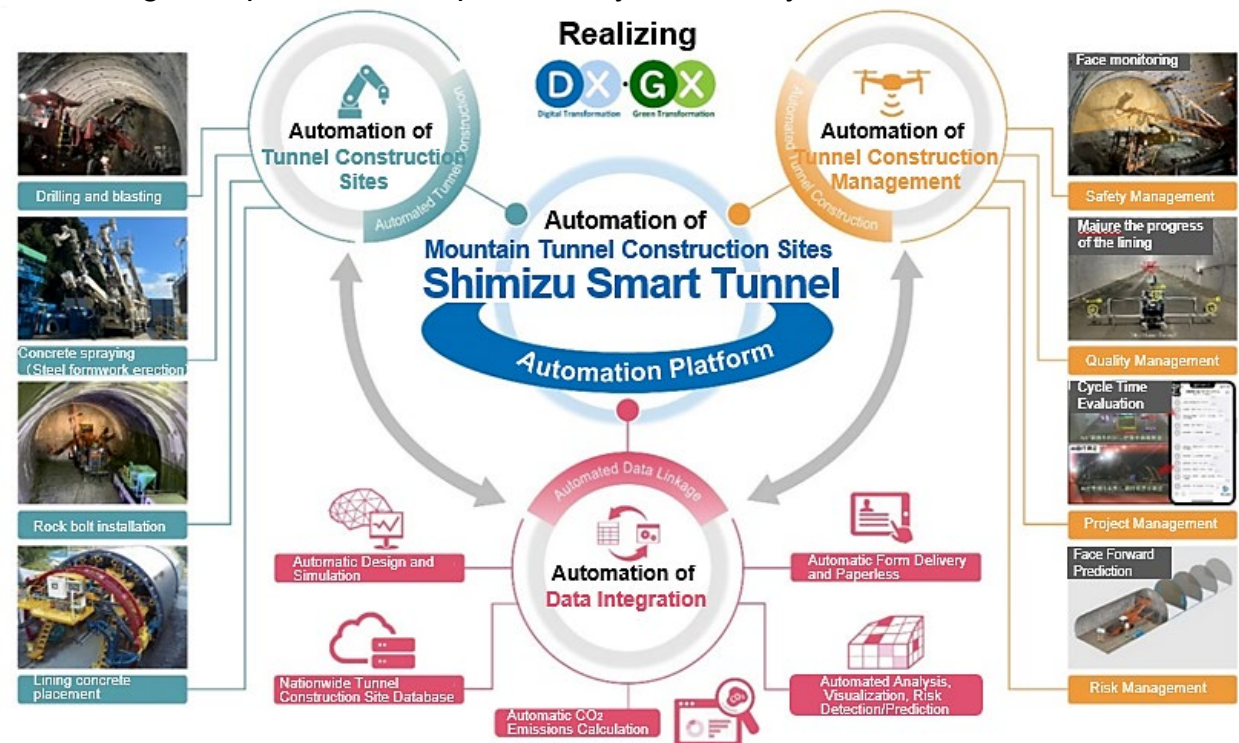 Realizing
DX·GX
Digital Transformation Green Transformation
Automation of
Tunnel Construction
Sites
Automated Tunnel Construction
Drilling and blasting
Concrete spraying
(Steel formwork erection)
Rock bolt installation
Lining concrete
placement
Automation of
Mountain Tunnel Construction Sites
Shimizu Smart Tunnel
Automation Platform
Automation of
Tunnel Construction
Management
Automated Tunnel Construction
Face monitoring
Safety Management
Majure the progress
of the lining
Quality Management
Cycle Time
Evaluation
Project Management
Face Forward
Prediction
Risk Management
Automated Data Linkage
Automation of
Data Integration
Automatic Design and
Simulation
Nationwide Tunnel
Construction Site Database
Automatic CO₂
Emissions Calculation
CO₂
Automatic Form Delivery
and Paperless
Automated Analysis,
Visualization, Risk
Detection/Prediction